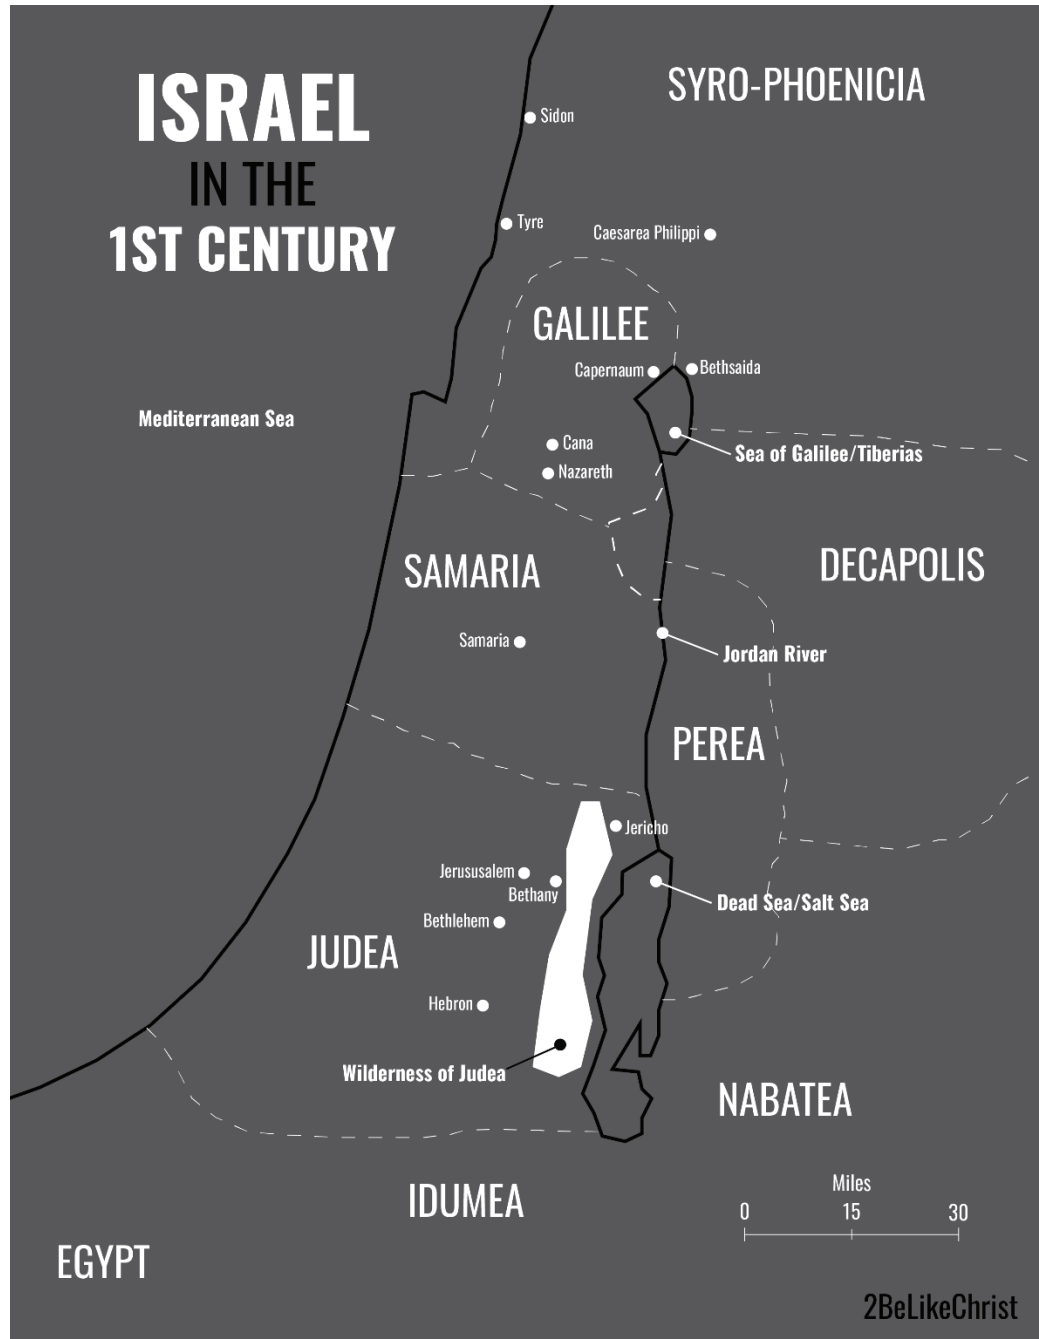 ISRAEL
IN THE
1ST CENTURY
SYRO-PHOENICIA
Sidon
Tyre
Caesarea Philippi
GALILEE
Capernaum
Bethsaida
Mediterranean Sea
Cana
Sea of Galilee/Tiberias
Nazareth
SAMARIA
DECAPOLIS
Samaria
Jordan River
PEREA
Jericho
Jerususalem
Bethany
Dead Sea/Salt Sea
Bethlehem
JUDEA
Hebron
Wilderness of Judea
NABATEA
IDUMEA
Miles
0 15 30
EGYPT
2BeLikeChrist